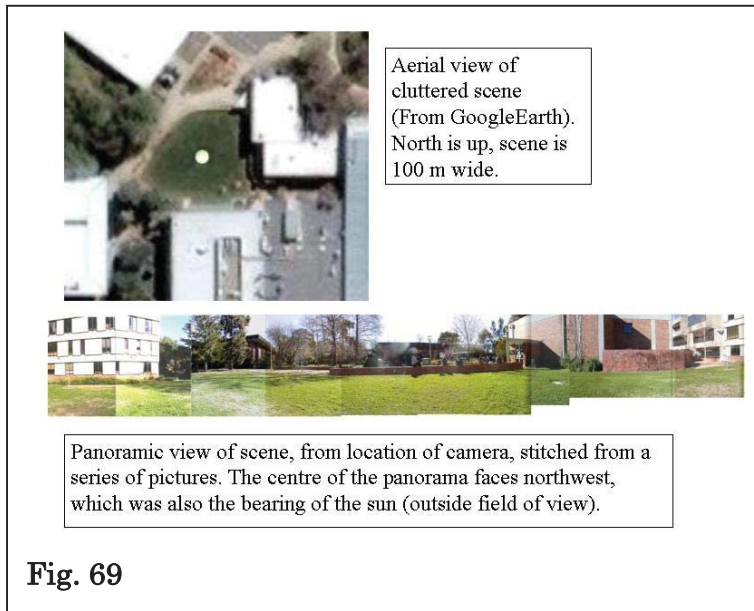 Aerial view of
cluttered scene
(From GoogleEarth).
North is up, scene is
100 m wide.
Panoramic view of scene, from location of camera, stitched from a
series of pictures. The centre of the panorama faces northwest,
which was also the bearing of the sun (outside field of view).
Fig. 69